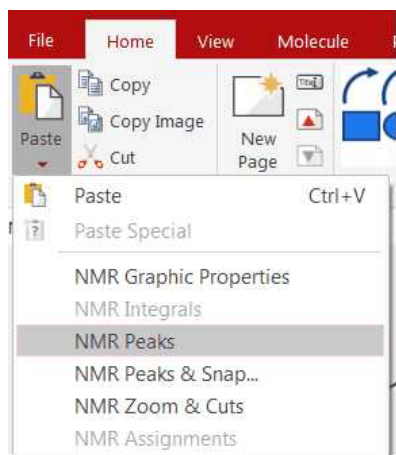 File Home View Molecule
Copy
Copy Image
Cut
Paste
New
Page
Title
Paste Ctrl+V
Paste Special
NMR Graphic Properties
NMR Integrals
NMR Peaks
NMR Peaks & Snap...
NMR Zoom & Cuts
NMR Assignments